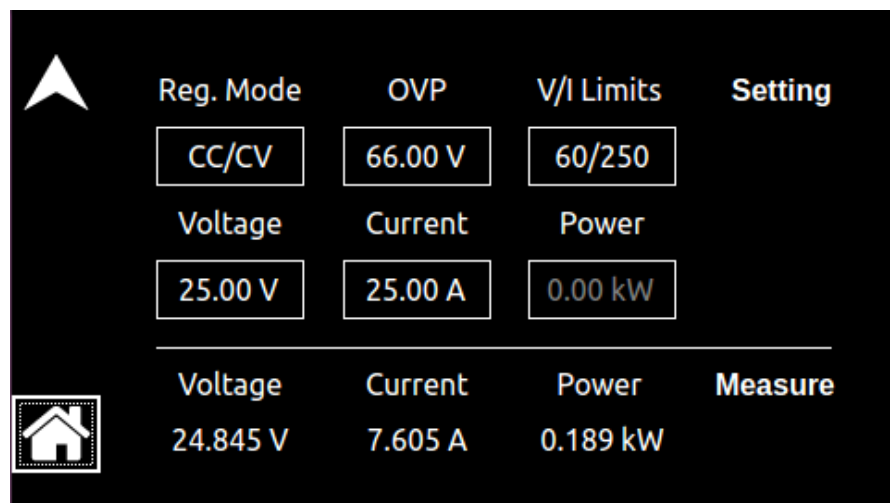 Reg. Mode OVP V/I Limits Setting
CC/CV 66.00 V 60/250
Voltage Current Power
25.00 V 25.00 A 0.00 kW
Voltage Current Power Measure
24.845 V 7.605 A 0.189 kW